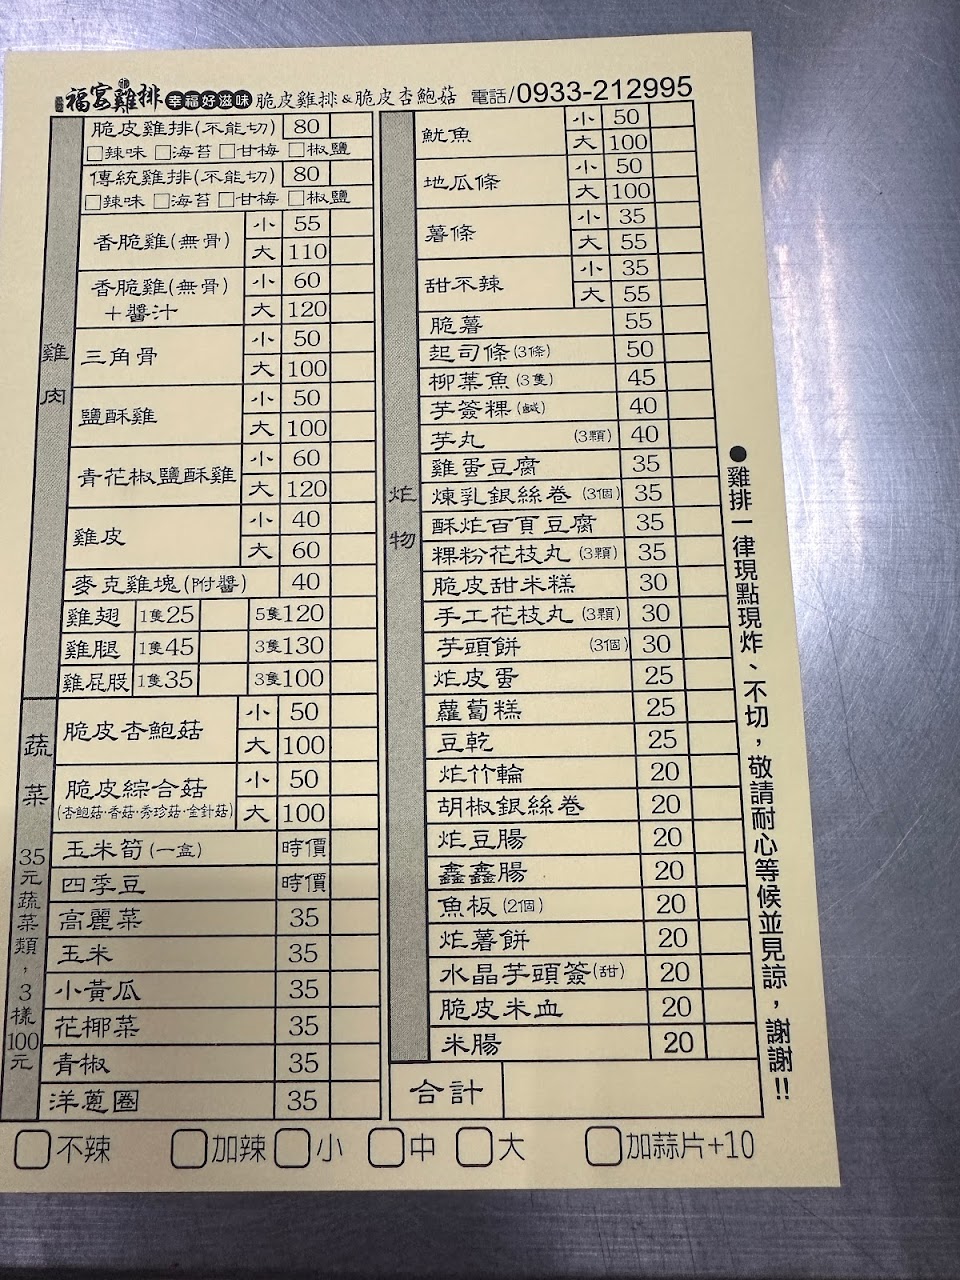 福宴雞排 幸福好滋味 脆皮雞排&脆皮杏鮑菇 電話/0933-212995
雞肉
脆皮雞排(不能切) 80
□辣味 □海苔 □甘梅 □椒鹽
傳統雞排(不能切) 80
□辣味 □海苔 □甘梅 □椒鹽
香脆雞(無骨) 小 55
大 110
香脆雞(無骨)+醬汁 小 60
大 120
三角骨 小 50
大 100
鹽酥雞 小 50
大 100
青花椒鹽酥雞 小 60
大 120
雞皮 小 40
大 60
麥克雞塊(附醬) 40
雞翅 1隻25 5隻120
雞腿 1隻45 3隻130
雞屁股 1隻35 3隻100
蔬菜 35元蔬菜類,3樣100元
脆皮杏鮑菇 小 50
大 100
脆皮綜合菇 小 50
(杏鮑菇·香菇·秀珍菇·金針菇) 大 100
玉米筍(一盒) 時價
四季豆 時價
高麗菜 35
玉米 35
小黃瓜 35
花椰菜 35
青椒 35
洋蔥圈 35
炸物
魷魚 小 50
大 100
地瓜條 小 50
大 100
薯條 小 35
大 55
甜不辣 小 35
大 55
脆薯 55
起司條(3條) 50
柳葉魚(3隻) 45
芋簽粿(鹹) 40
芋丸(3顆) 40
雞蛋豆腐 35
煉乳銀絲卷(3個) 35
酥炸百頁豆腐 35
粿粉花枝丸(3顆) 35
脆皮甜米糕 30
手工花枝丸(3顆) 30
芋頭餅(3個) 30
炸皮蛋 25
蘿蔔糕 25
豆乾 25
炸竹輪 20
胡椒銀絲卷 20
炸豆腸 20
鑫鑫腸 20
魚板(2個) 20
炸薯餅 20
水晶芋頭簽(甜) 20
脆皮米血 20
米腸 20
合計
●雞排一律現點現炸、不切,敬請耐心等候並見諒,謝謝!!
□不辣 □加辣 □小 □中 □大 □加蒜片+10